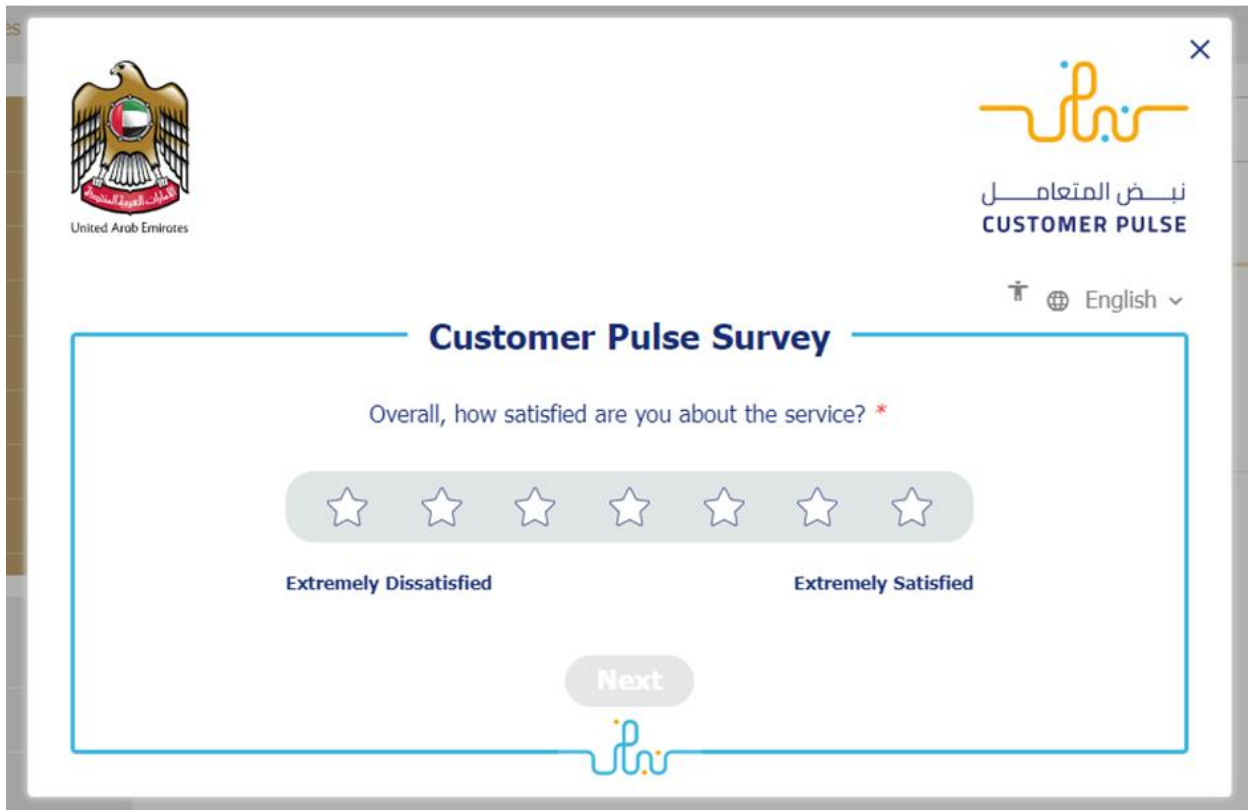 es
United Arab Emirates
نبض المتعامل
CUSTOMER PULSE
English
Customer Pulse Survey
Overall, how satisfied are you about the service? *
Extremely Dissatisfied
Extremely Satisfied
Next